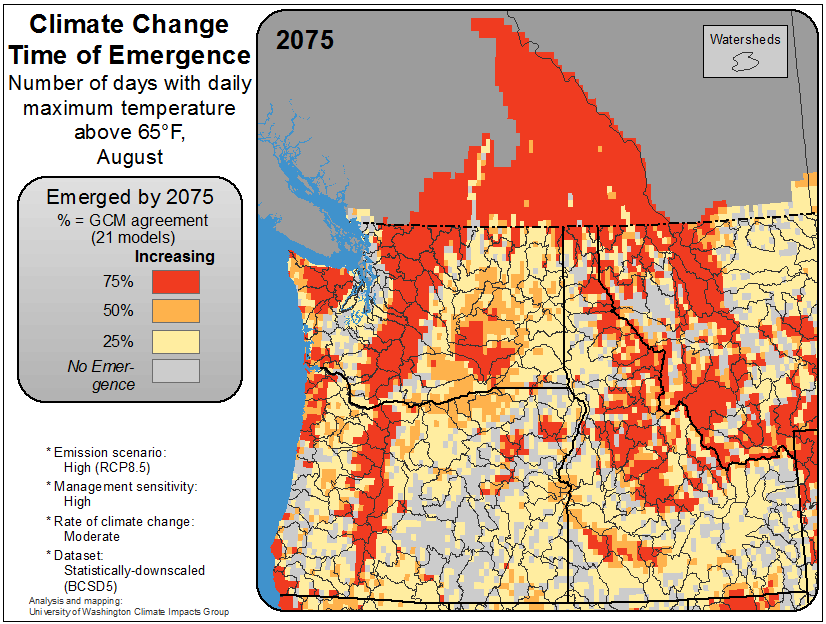 Climate Change
Time of Emergence
Number of days with daily
maximum temperature
above 65°F,
August
Emerged by 2075
% = GCM agreement
(21 models)
Increasing
75%
50%
25%
No Emer-
gence
* Emission scenario:
High (RCP8.5)
* Management sensitivity:
High
* Rate of climate change:
Moderate
* Dataset:
Statistically-downscaled
(BCSD5)
Analysis and mapping:
University of Washington Climate Impacts Group
2075
Watersheds